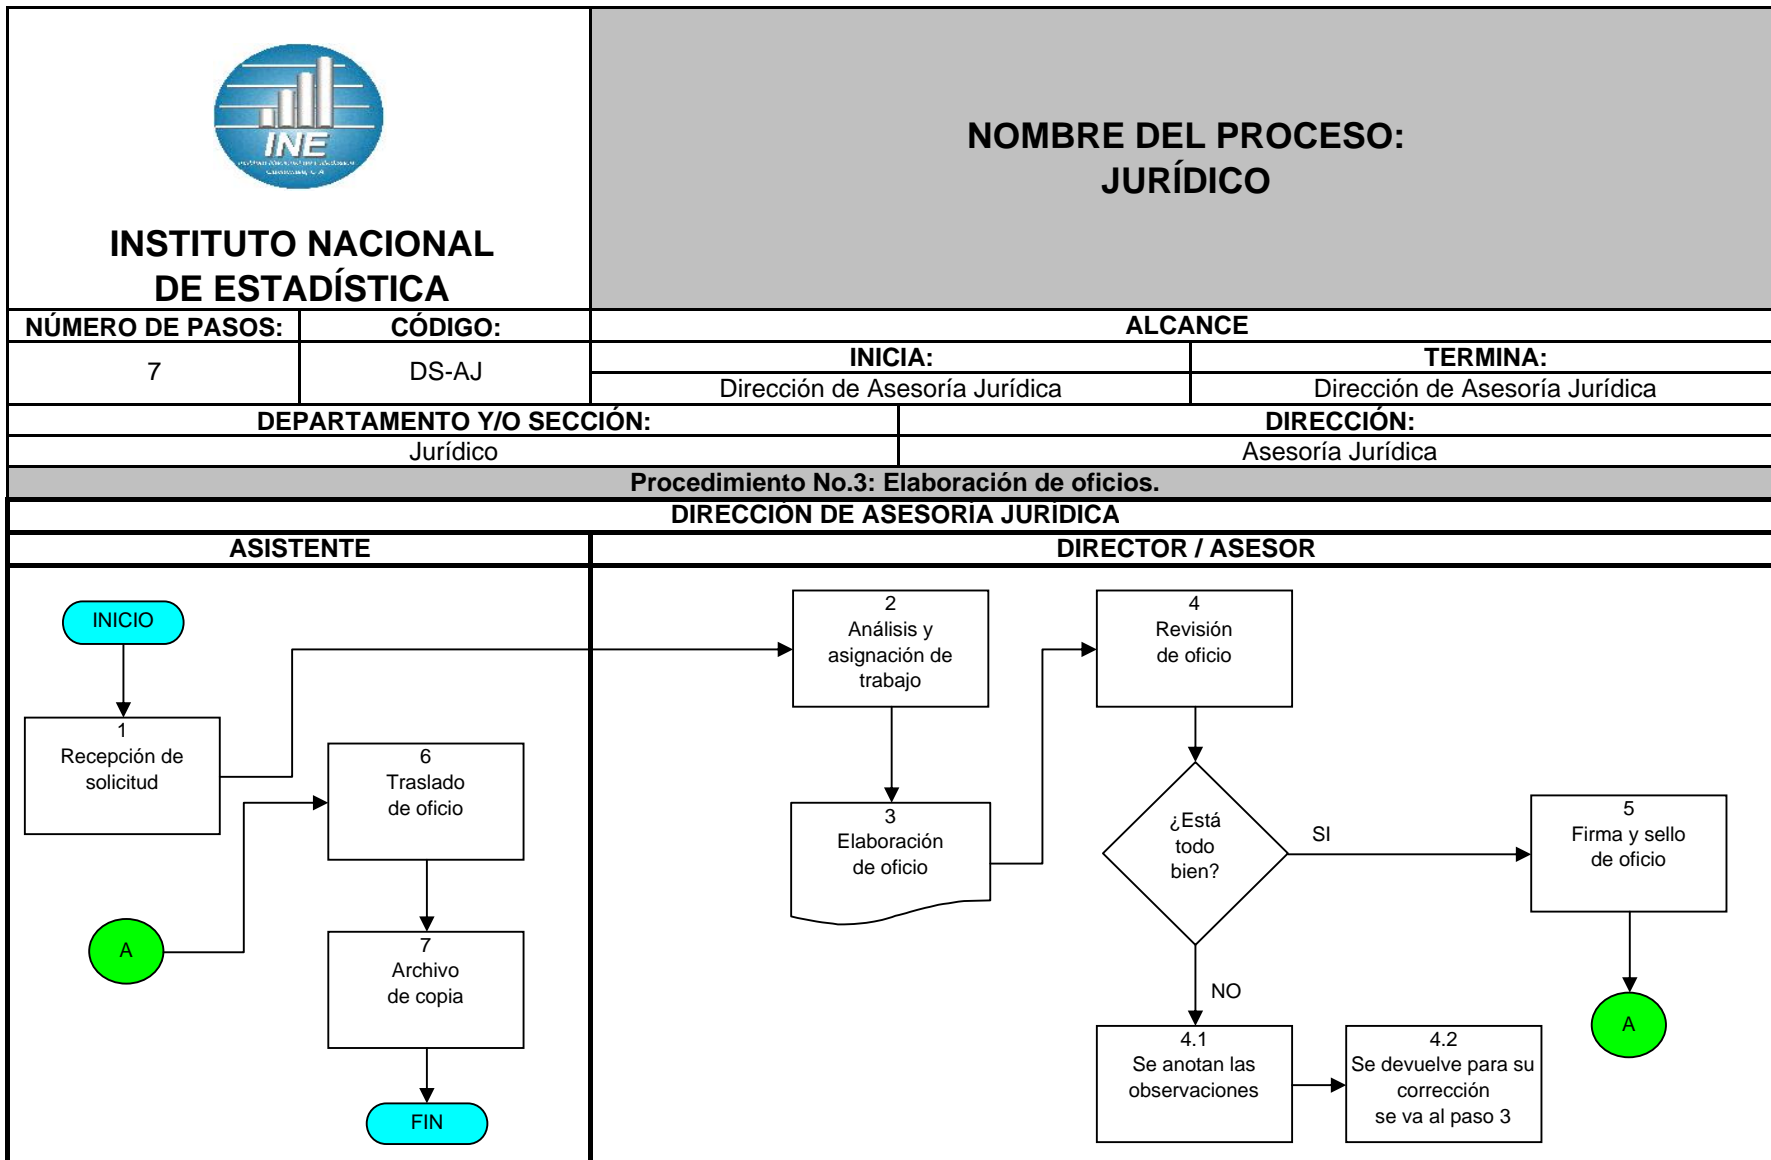 INE
INSTITUTO NACIONAL
DE ESTADÍSTICA
NOMBRE DEL PROCESO:
JURÍDICO
NÚMERO DE PASOS:
CÓDIGO:
ALCANCE
7
DS-AJ
INICIA:
TERMINA:
Dirección de Asesoría Jurídica
Dirección de Asesoría Jurídica
DEPARTAMENTO Y/O SECCIÓN:
DIRECCIÓN:
Jurídico
Asesoría Jurídica
Procedimiento No.3: Elaboración de oficios.
DIRECCIÓN DE ASESORÍA JURÍDICA
ASISTENTE
DIRECTOR / ASESOR
INICIO
1
Recepción de
solicitud
2
Análisis y
asignación de
trabajo
3
Elaboración
de oficio
4
Revisión
de oficio
¿Está
todo
bien?
SI
5
Firma y sello
de oficio
A
NO
4.1
Se anotan las
observaciones
4.2
Se devuelve para su
corrección
se va al paso 3
A
6
Traslado
de oficio
7
Archivo
de copia
FIN